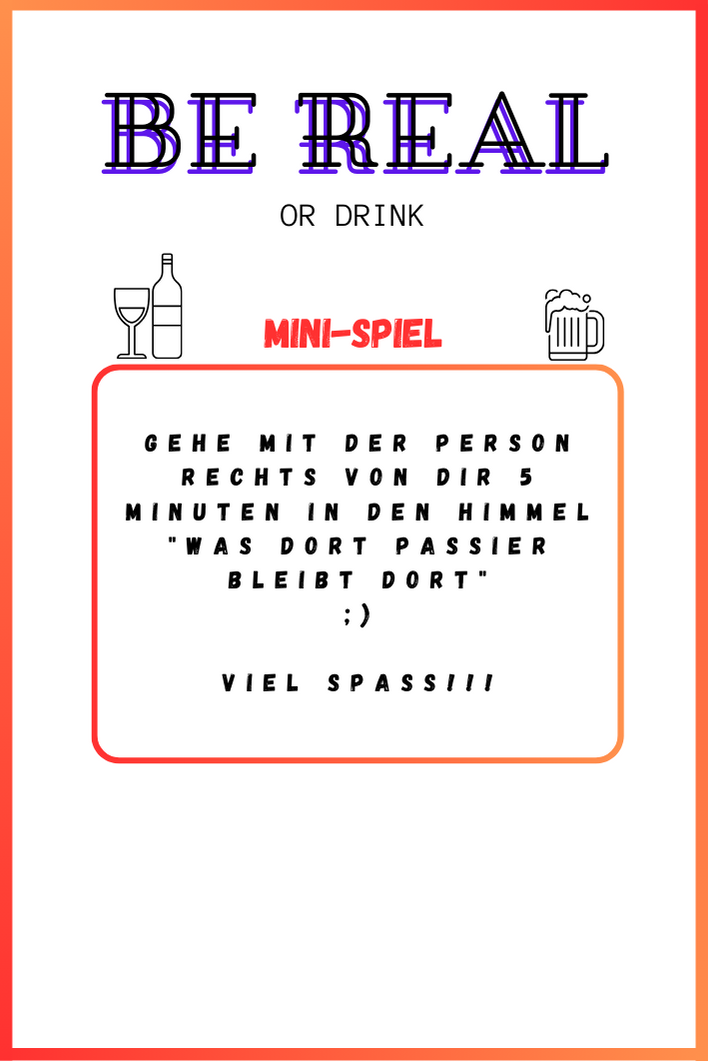 BE REAL
OR DRINK
MINI-SPIEL
GEHE MIT DER PERSON
RECHTS VON DIR 5
MINUTEN IN DEN HIMMEL
"WAS DORT PASSIER
BLEIBT DORT"
;)
VIEL SPASS!!!